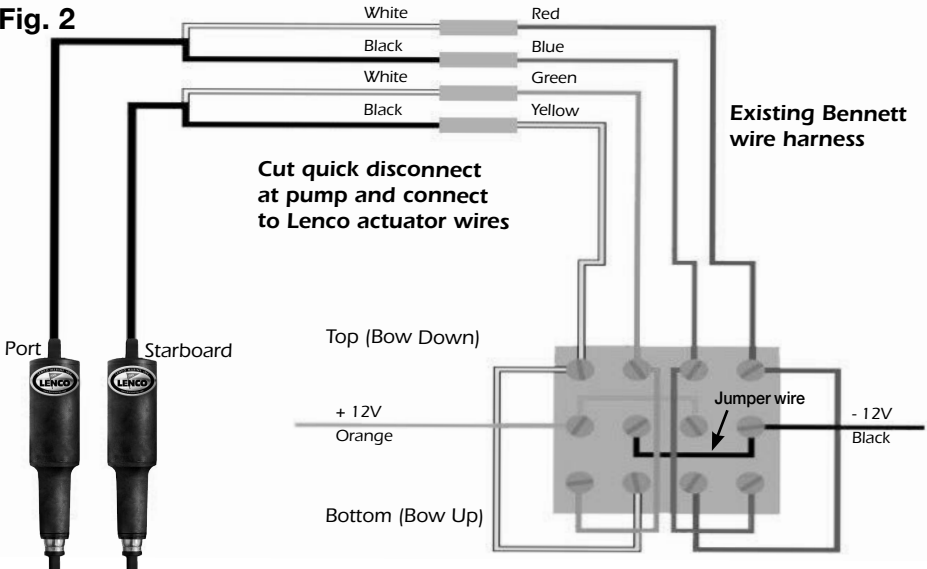 Fig. 2
White
Red
Black
Blue
White
Green
Black
Yellow
Existing Bennett
wire harness
Cut quick disconnect
at pump and connect
to Lenco actuator wires
Top (Bow Down)
Port
Starboard
LENCO
LENCO
Jumper wire
+ 12V
Orange
- 12V
Black
Bottom (Bow Up)